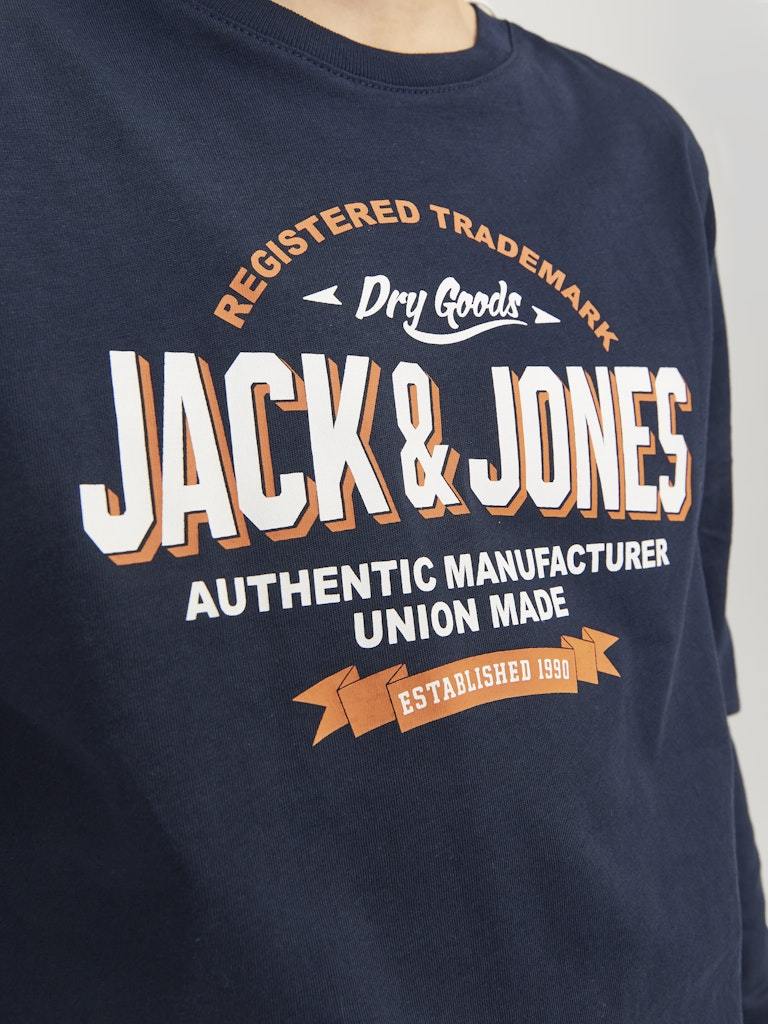 REGISTERED TRADEMARK
Dry Goods
JACK & JONES
AUTHENTIC MANUFACTURER
UNION MADE
ESTABLISHED 1990